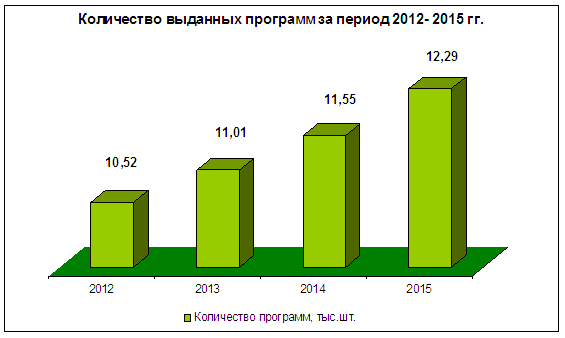 Количество выданных программ за период 2012- 2015 гг.
12,29
11,55
11,01
10,52
2012 2013 2014 2015
Количество программ, тыс.шт.